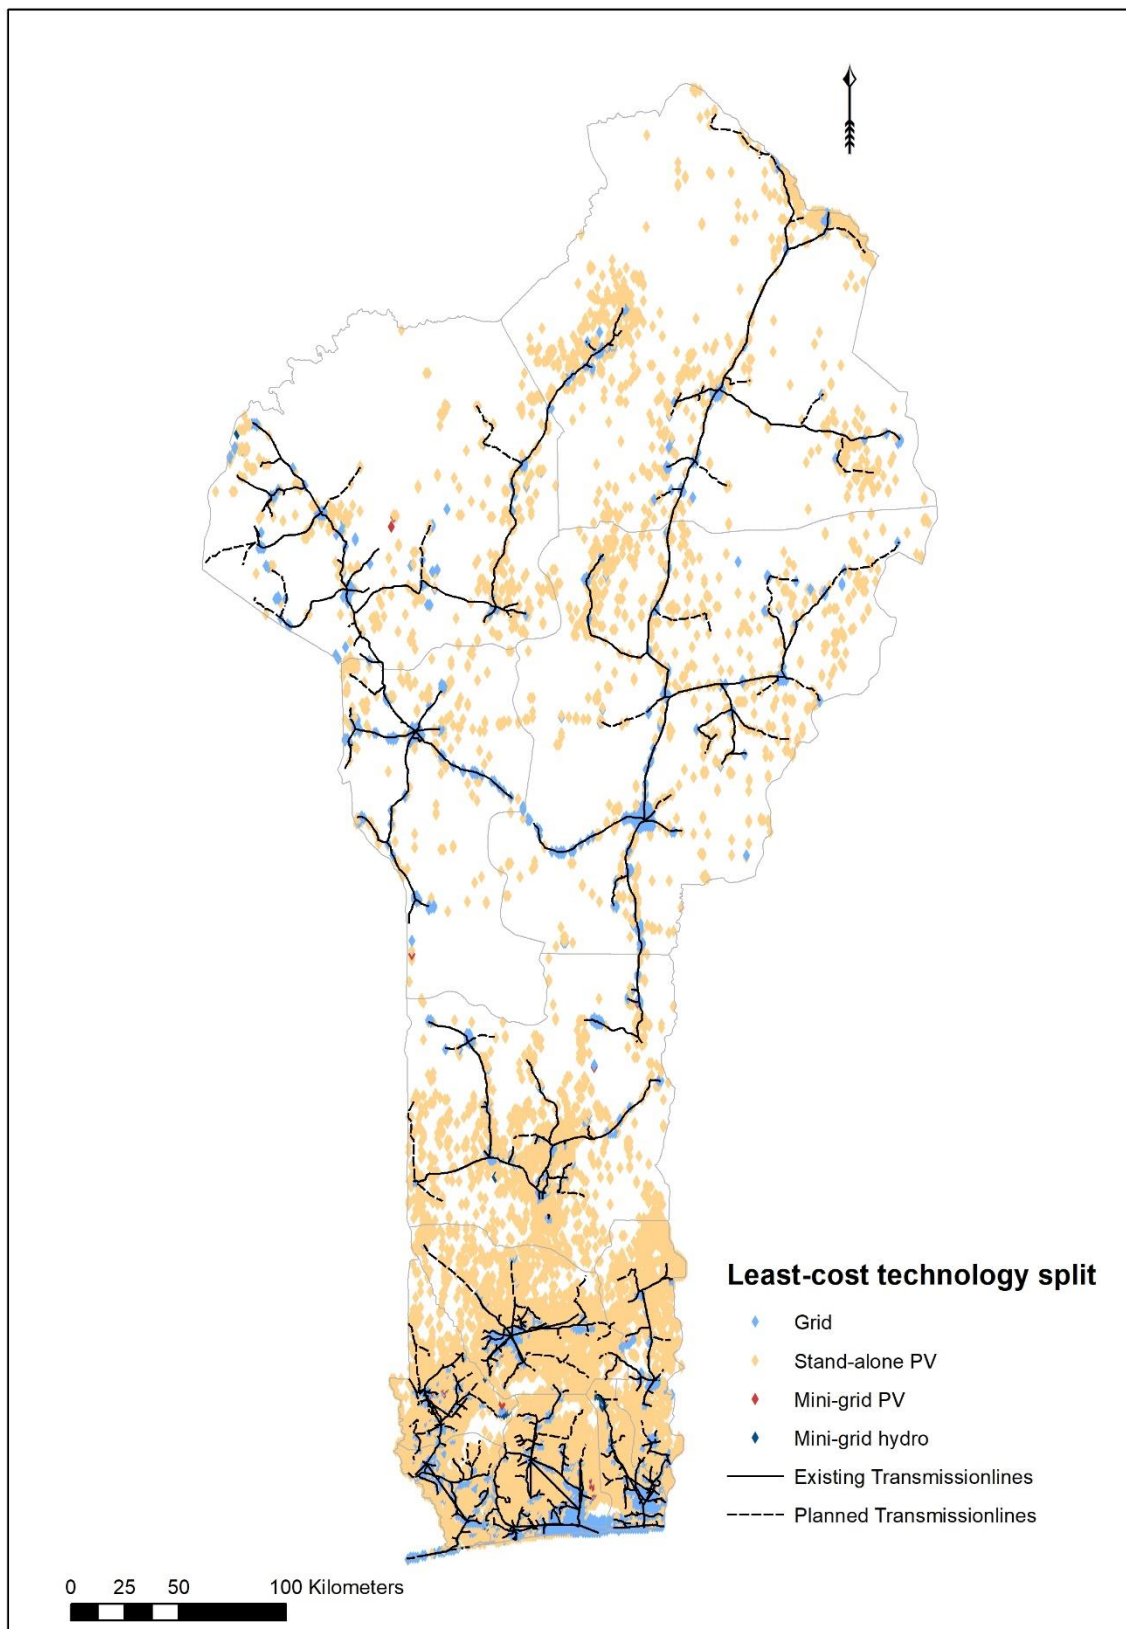 Least-cost technology split
Grid
Stand-alone PV
Mini-grid PV
Mini-grid hydro
Existing Transmissionlines
Planned Transmissionlines
0 25 50 100 Kilometers